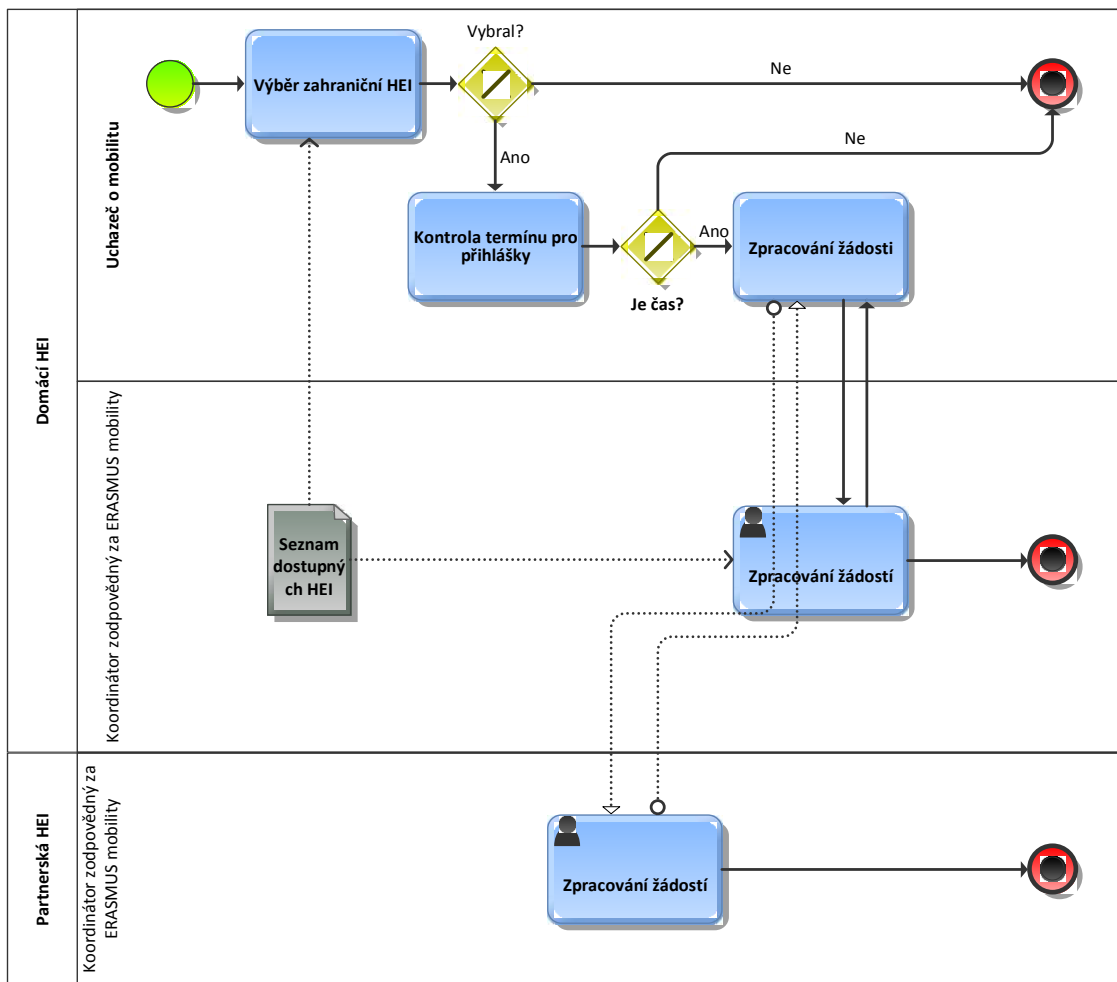 Domácí HEI
Uchazeč o mobilitu
Výběr zahraniční HEI
Vybral?
Ne
Ano
Ne
Kontrola termínu pro
přihlášky
Je čas?
Ano
Zpracování žádosti
Koordinátor zodpovědný za ERASMUS mobility
Seznam
dostupný
ch HEI
Zpracování žádostí
Partnerská HEI
Koordinátor zodpovědný za
ERASMUS mobility
Zpracování žádostí